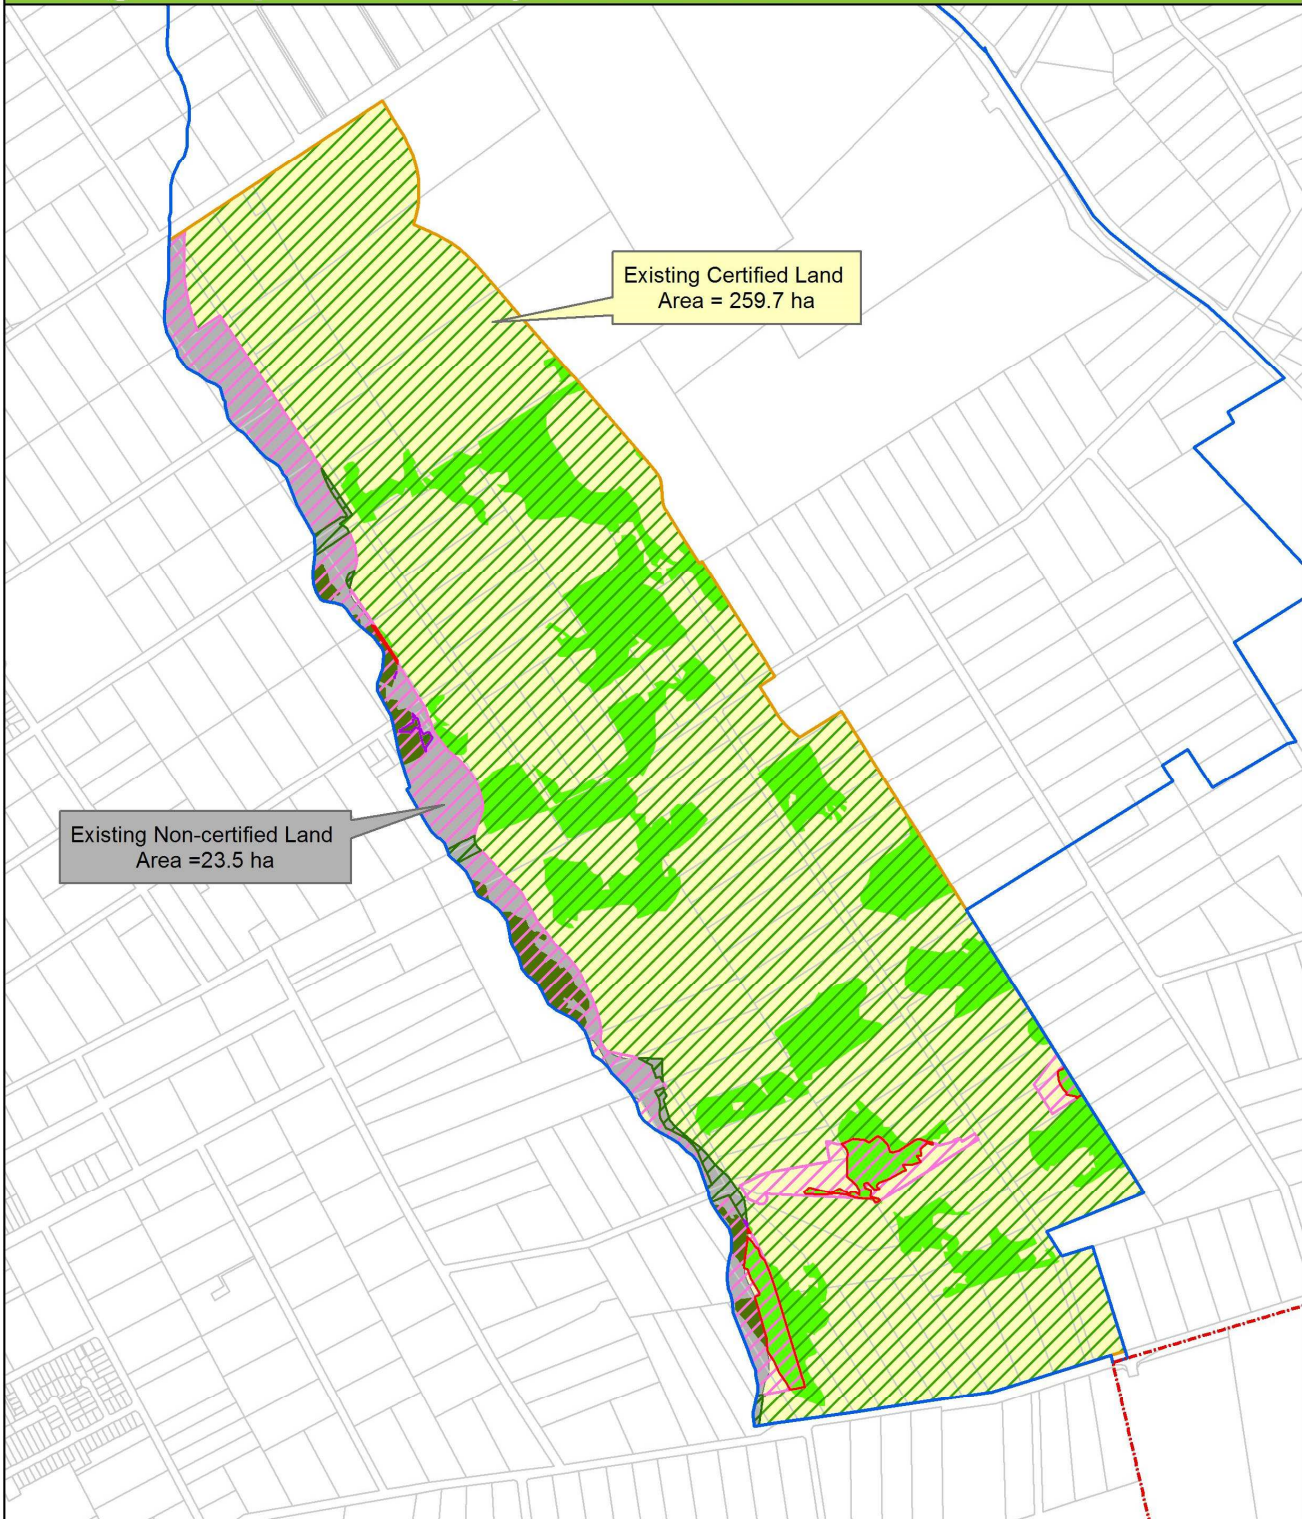 Existing Certified Land
Area = 259.7 ha
Existing Non-certified Land
Area =23.5 ha